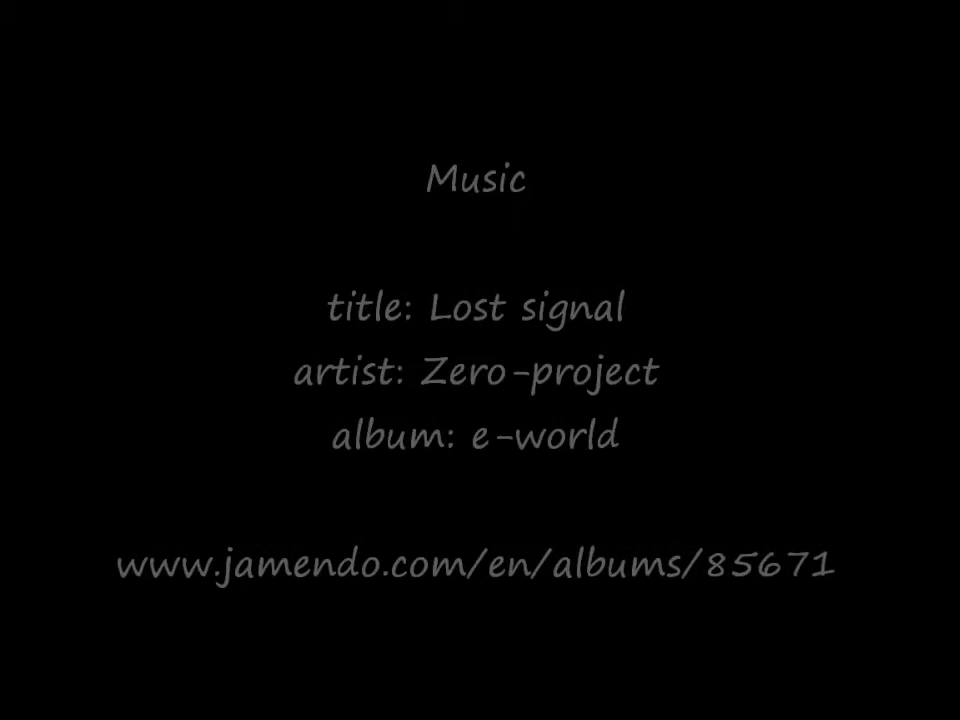 Music
title: Lost signal
artist: Zero-project
album: e-world
www.jamendo.com/en/albums/85671